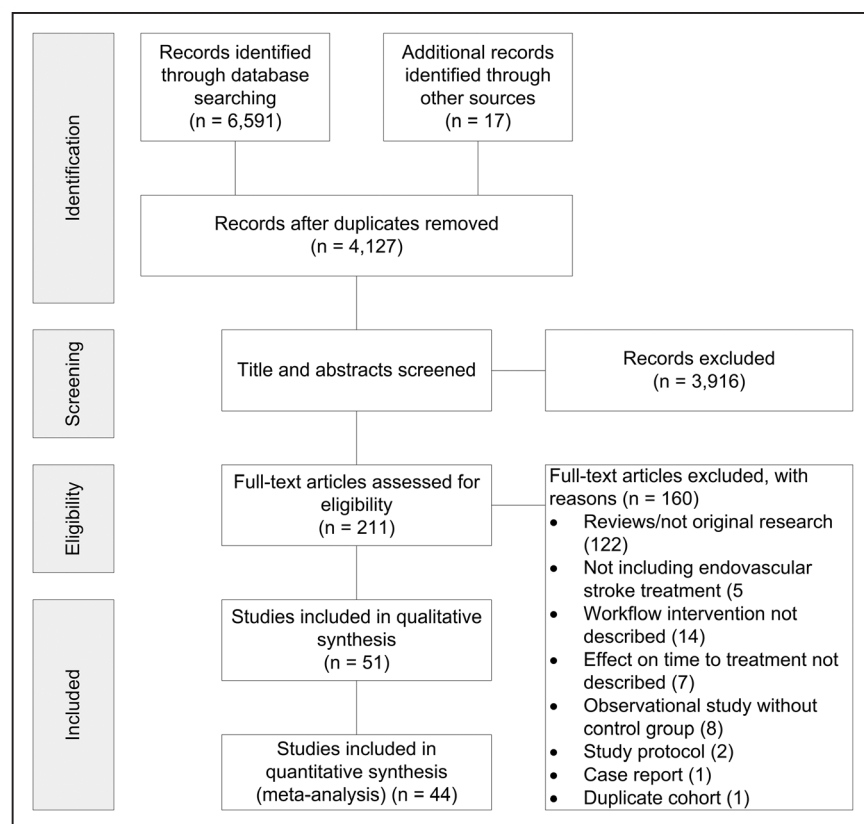 Identification
Records identified
through database
searching
(n = 6,591)
Additional records
identified through
other sources
(n = 17)
Records after duplicates removed
(n = 4,127)
Screening
Title and abstracts screened
Records excluded
(n = 3,916)
Eligibility
Full-text articles assessed for
eligibility
(n = 211)
Full-text articles excluded, with
reasons (n = 160)
• Reviews/not original research
(122)
• Not including endovascular
stroke treatment (5
• Workflow intervention not
described (14)
• Effect on time to treatment not
described (7)
• Observational study without
control group (8)
• Study protocol (2)
• Case report (1)
• Duplicate cohort (1)
Included
Studies included in qualitative
synthesis
(n = 51)
Studies included in
quantitative synthesis
(meta-analysis) (n = 44)